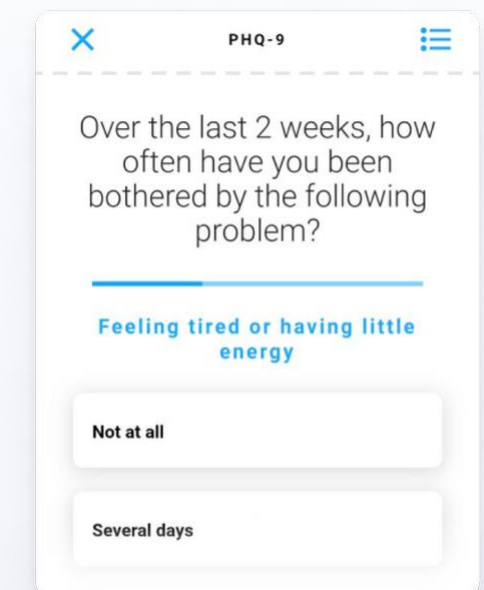 PHQ-9
Over the last 2 weeks, how
often have you been
bothered by the following
problem?
Feeling tired or having little
energy
Not at all
Several days